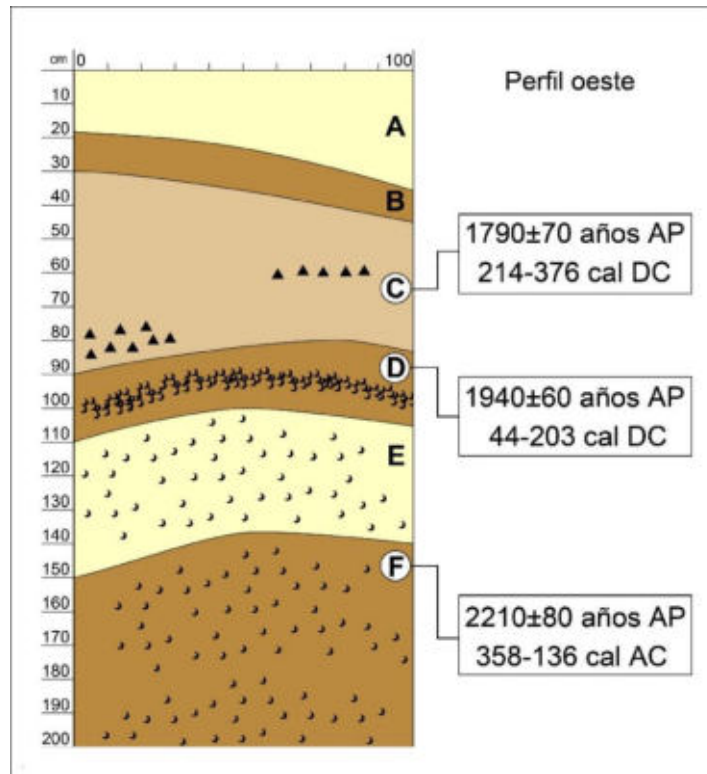 cm 0 100
Perfil oeste
10
20
30
40
50
60
70
80
90
100
110
120
130
140
150
160
170
180
190
200
A
B
C
1790±70 años AP
214-376 cal DC
D
1940±60 años AP
44-203 cal DC
E
F
2210±80 años AP
358-136 cal AC